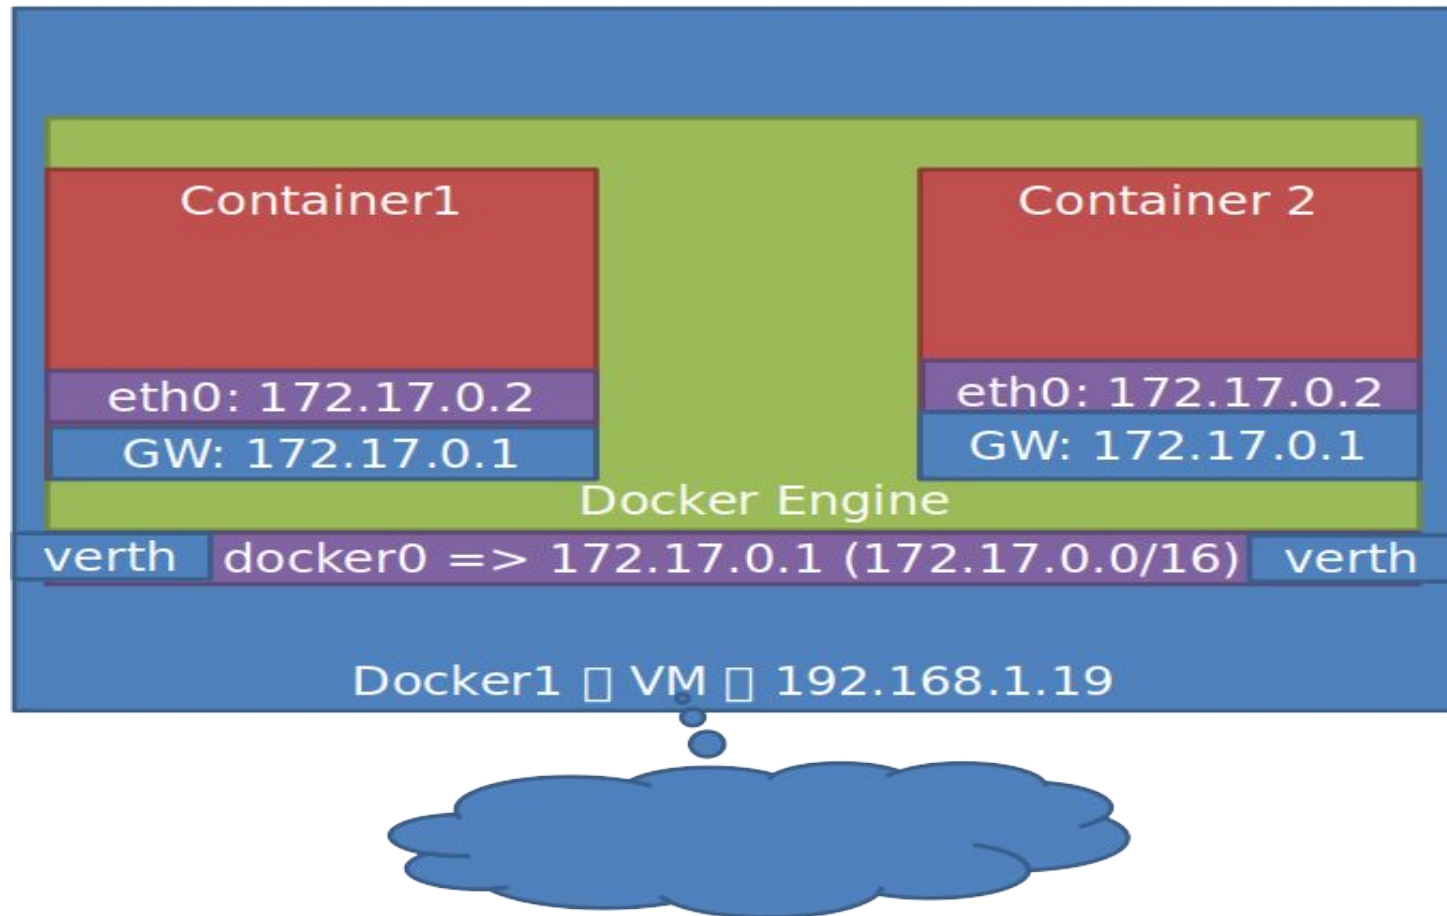 Container1
Container 2
eth0: 172.17.0.2
eth0: 172.17.0.2
GW: 172.17.0.1
GW: 172.17.0.1
Docker Engine
verth
docker0 => 172.17.0.1 (172.17.0.0/16)
verth
Docker1 􀀀 VM 􀀀 192.168.1.19